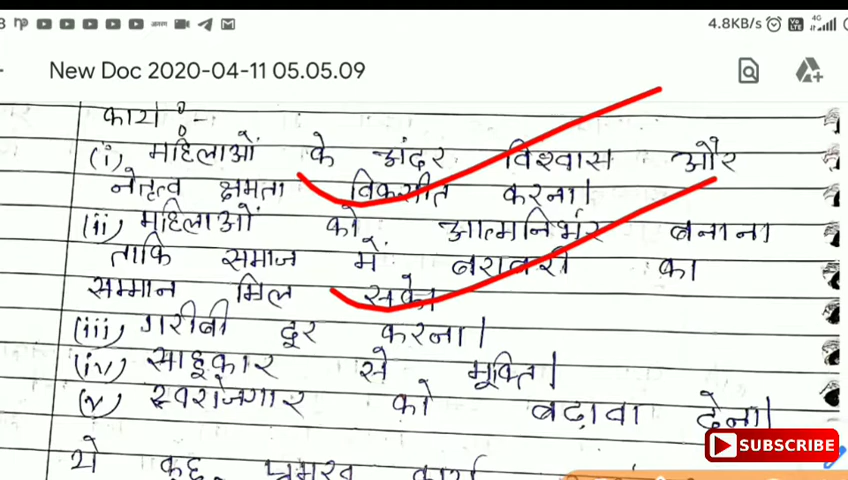 4.8KB/s 4G
New Doc 2020-04-11 05.05.09
कार्य :-
(i) महिलाओं के अंदर विश्वास और
नेतृत्व क्षमता विकसीत करना।
(ii) महिलाओं को आत्मनिर्भर बनाना
ताकि समाज में बराबरी का
सम्मान मिल सके।
(iii) गरीबी दूर करना।
(iv) साहूकार से मूक्ति।
(v) स्वरोजगार को बढ़ावा देना।
SUBSCRIBE
ये कुछ प्रमुख कार्य